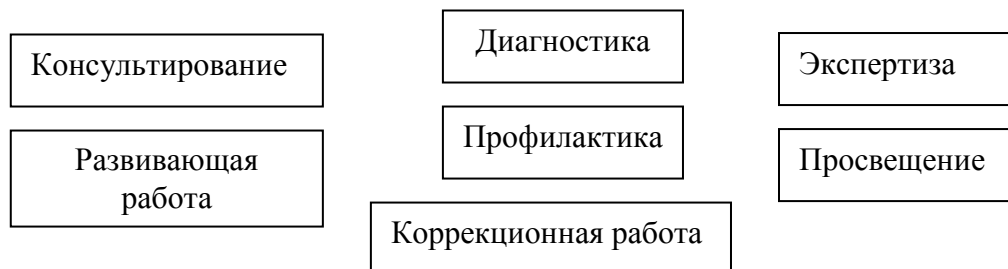 Консультирование
Диагностика
Экспертиза
Развивающая
работа
Профилактика
Просвещение
Коррекционная работа